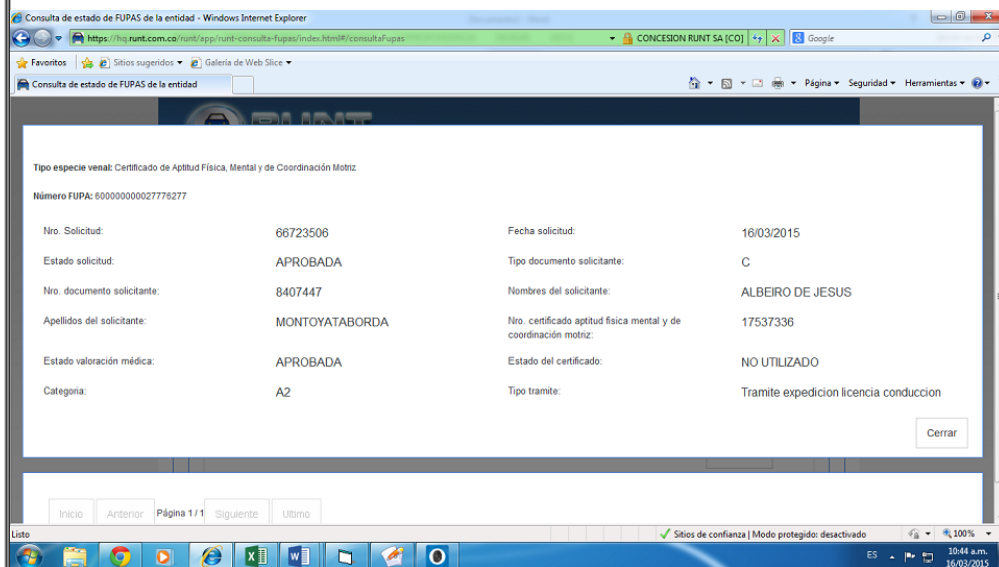 Consulta de estado de FUPAS de la entidad - Windows Internet Explorer
https://hq.runt.com.co/runt/app/runt-consulta-fupas/index.html#/consultaFupas CONCESION RUNT SA [CO] Google
Favoritos Sitios sugeridos Galería de Web Slice
Consulta de estado de FUPAS de la entidad Página Seguridad Herramientas
RUNT
Tipo especie venal: Certificado de Aptitud Física, Mental y de Coordinación Motriz
Número FUPA: 600000000027776277
Nro. Solicitud: 66723506 Fecha solicitud: 16/03/2015
Estado solicitud: APROBADA Tipo documento solicitante: C
Nro. documento solicitante: 8407447 Nombres del solicitante: ALBEIRO DE JESUS
Apellidos del solicitante: MONTOYATABORDA Nro. certificado aptitud fisica mental y de
coordinación motriz: 17537336
Estado valoración médica: APROBADA Estado del certificado: NO UTILIZADO
Categoria: A2 Tipo tramite: Tramite expedicion licencia conduccion
Cerrar
Inicio Anterior Página 1 / 1 Siguiente Ultimo
Listo Sitios de confianza | Modo protegido: desactivado 100%
ES 10:44 a.m.
16/03/2015